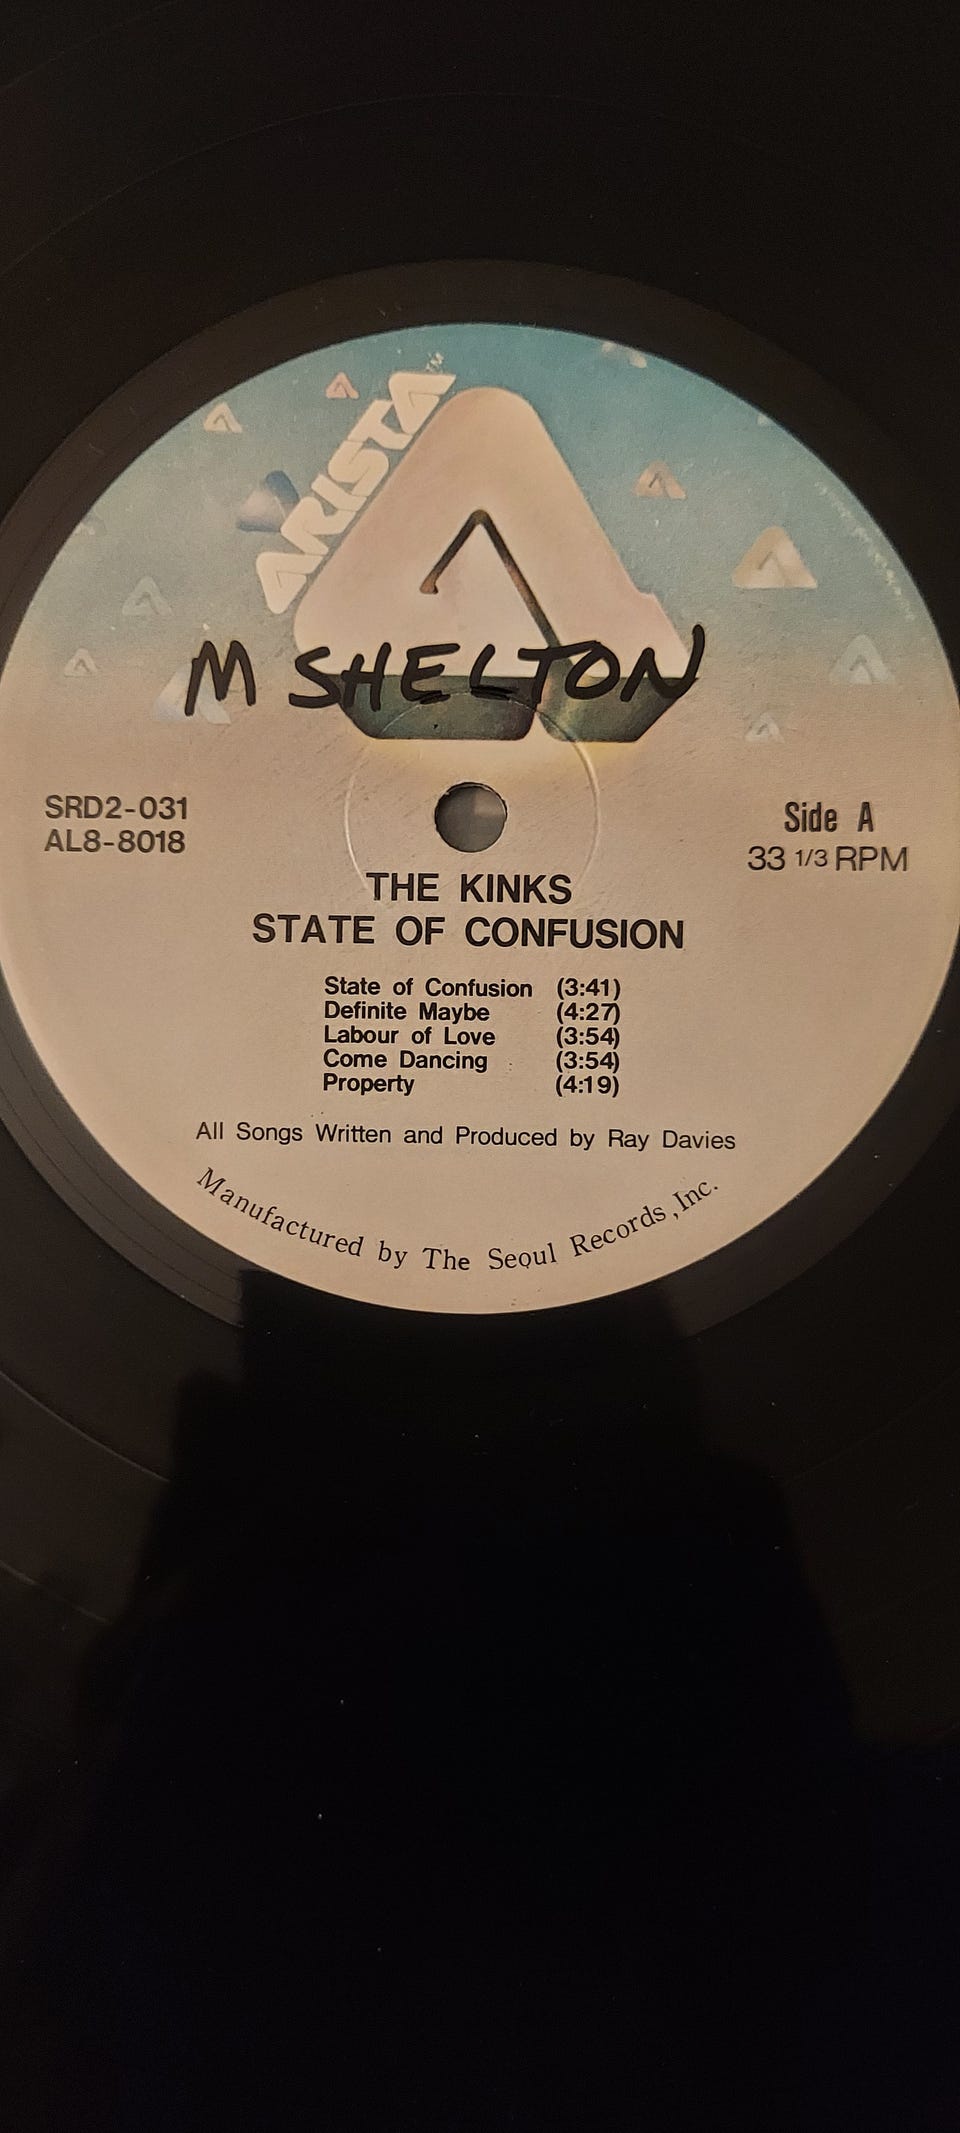 ARISTA
TM
M SHELTON
SRD2-031
AL8-8018
Side A
33 1/3 RPM
THE KINKS
STATE OF CONFUSION
State of Confusion (3:41)
Definite Maybe (4:27)
Labour of Love (3:54)
Come Dancing (3:54)
Property (4:19)
All Songs Written and Produced by Ray Davies
Manufactured by The Seoul Records, Inc.